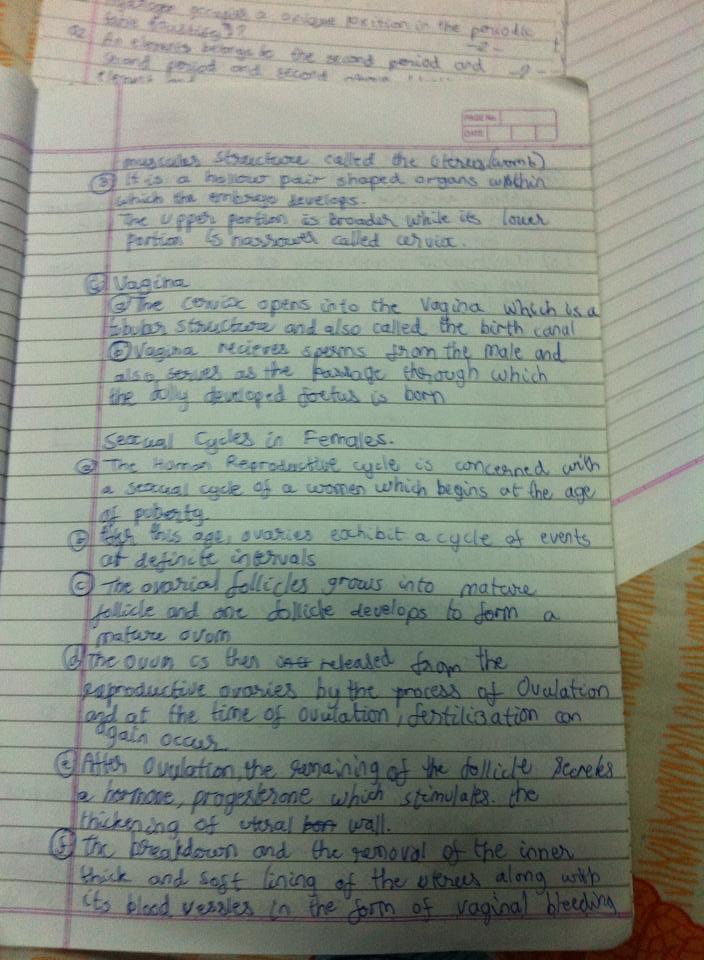 occupies a unique position in the periodic
table Justify?? -2-
Q2 An elements belongs to the second period and
second period and second -2-
element and
PAGE No.
DATE
muscular structure called the Uterus (womb)
③ It is a hollow pair shaped organs within
which the embryo develops.
The upper portion is broader while its lower
portion is narrower called cervix.
ⓒ Vagina
ⓐ The cervix opens into the Vagina which is a
tubular structure and also called the birth canal
ⓑ Vagina recieves sperms from the male and
also serves as the passage through which
the fully developed foetus is born
Sexual Cycles in Females.
ⓐ The Human Reproductive cycle is concerned with
a sexual cycle of a women which begins at the age
of puberty.
ⓑ After this age, ovaries exhibit a cycle of events
at definite intervals
ⓒ The ovarial follicles grows into mature
follicle and one follicle develops to form a
mature ovum
ⓓ The ovum is then released from the
reproductive ovaries by the process of Ovulation
and at the time of ovulation, fertilisation can
again occur.
ⓔ After Ovulation, the remaining of the follicle secretes
a hormone, progesterone which stimulates. the
thickening of uteral wall.
ⓕ The breakdown and the removal of the inner
thick and soft lining of the uterus along with
its blood vessles in the form of vaginal bleeding